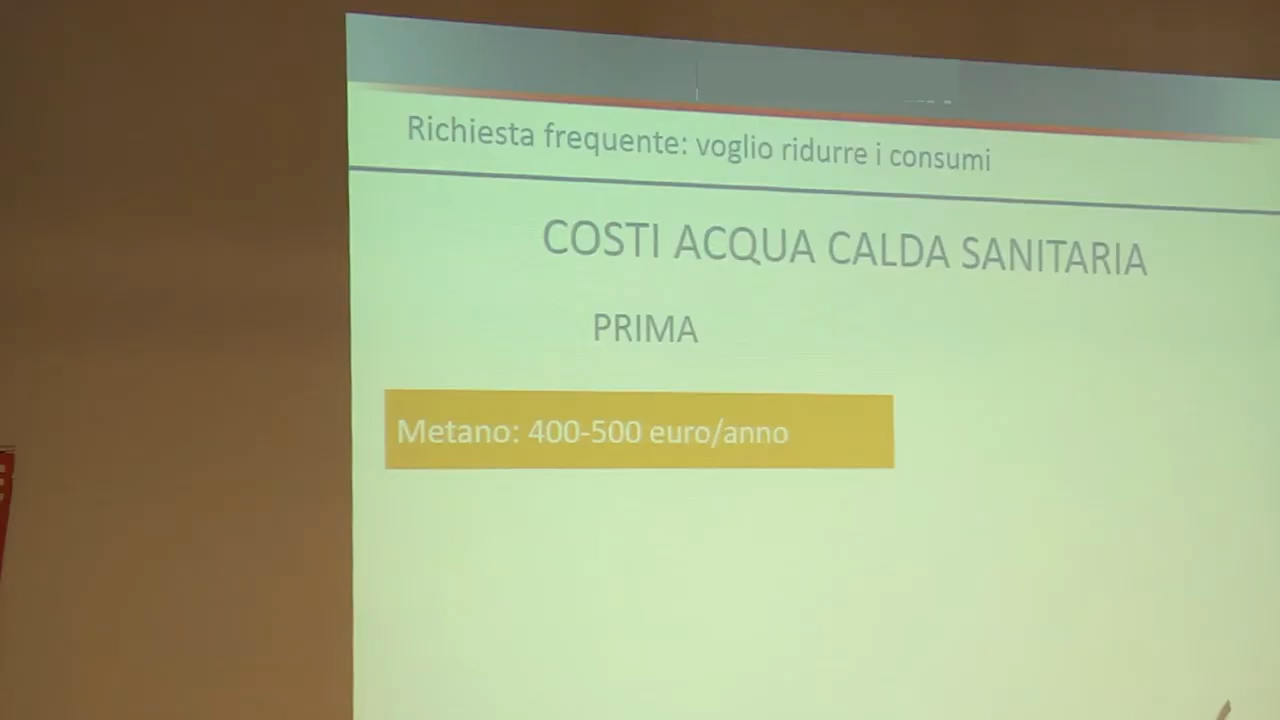 Richiesta frequente: voglio ridurre i consumi
COSTI ACQUA CALDA SANITARIA
PRIMA
Metano: 400-500 euro/anno